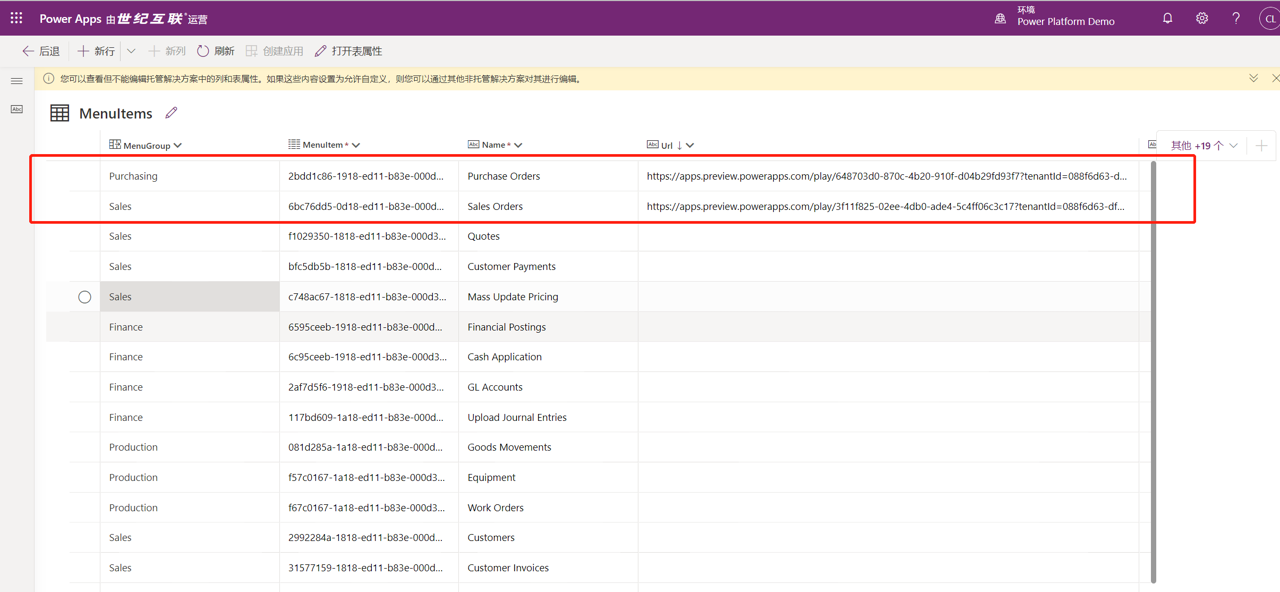 Power Apps 由世纪互联运营
环境
Power Platform Demo
CL
后退 新行 新列 刷新 创建应用 打开表属性
您可以查看但不能编辑托管解决方案中的列和表属性。如果这些内容设置为允许自定义，则您可以通过其他非托管解决方案对其进行编辑。
Abc
MenuItems
MenuGroup MenuItem * Abc Name * Abc Url ↓ 其他 +19 个
Purchasing 2bdd1c86-1918-ed11-b83e-000d... Purchase Orders https://apps.preview.powerapps.com/play/648703d0-870c-4b20-910f-d04b29fd93f7?tenantId=088f6d63-d...
Sales 6bc76dd5-0d18-ed11-b83e-000d... Sales Orders https://apps.preview.powerapps.com/play/3f11f825-02ee-4db0-ade4-5c4ff06c3c17?tenantId=088f6d63-df...
Sales f1029350-1818-ed11-b83e-000d3... Quotes
Sales bfc5db5b-1818-ed11-b83e-000d... Customer Payments
Sales c748ac67-1818-ed11-b83e-000d3... Mass Update Pricing
Finance 6595ceeb-1918-ed11-b83e-000d... Financial Postings
Finance 6c95ceeb-1918-ed11-b83e-000d3... Cash Application
Finance 2af7d5f6-1918-ed11-b83e-000d3... GL Accounts
Finance 117bd609-1a18-ed11-b83e-000d... Upload Journal Entries
Production 081d285a-1a18-ed11-b83e-000d... Goods Movements
Production f57c0167-1a18-ed11-b83e-000d3... Equipment
Production f67c0167-1a18-ed11-b83e-000d3... Work Orders
Sales 2992284a-1818-ed11-b83e-000d... Customers
Sales 31577159-1818-ed11-b83e-000d... Customer Invoices